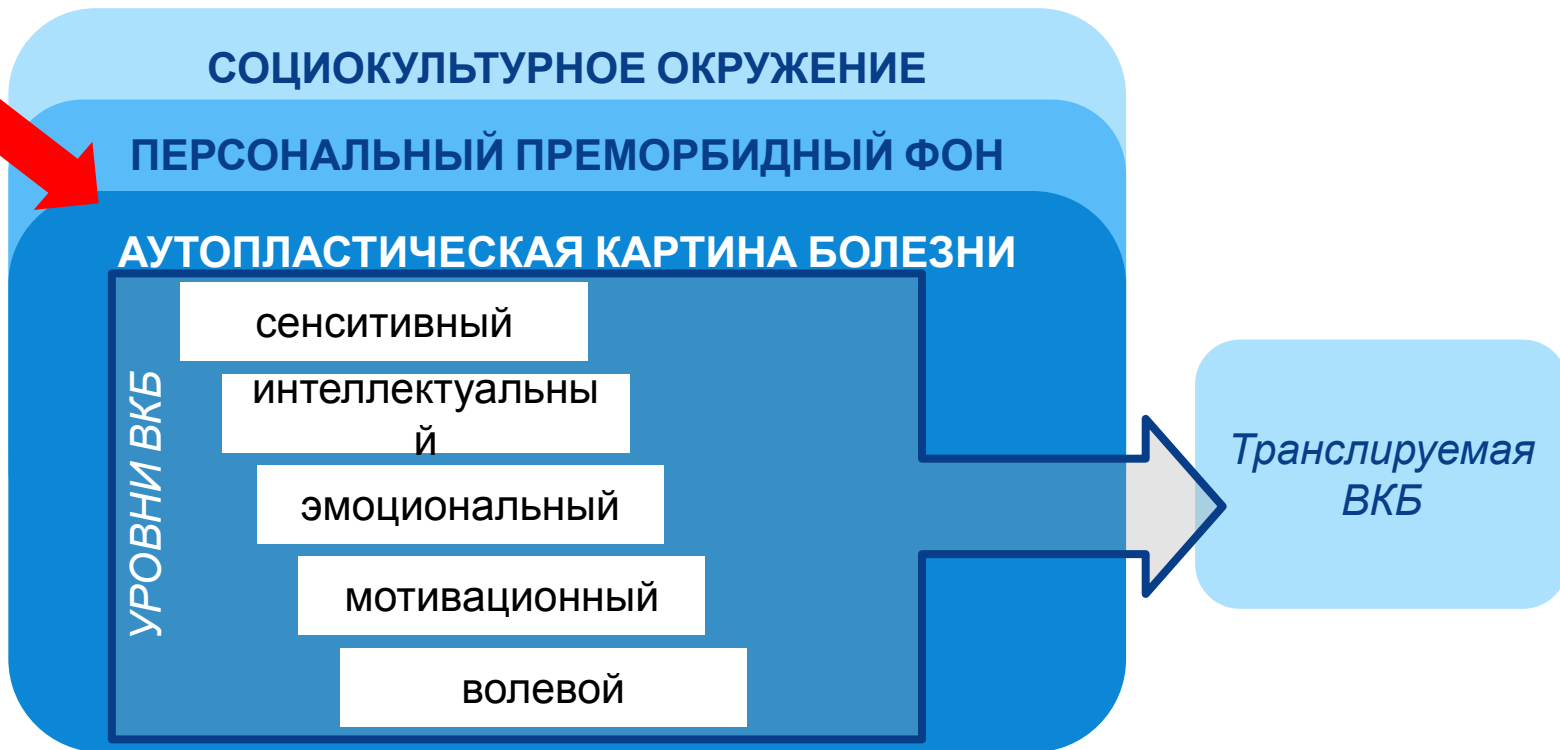 СОЦИОКУЛЬТУРНОЕ ОКРУЖЕНИЕ
ПЕРСОНАЛЬНЫЙ ПРЕМОРБИДНЫЙ ФОН
АУТОПЛАСТИЧЕСКАЯ КАРТИНА БОЛЕЗНИ
УРОВНИ ВКБ
сенситивный
интеллектуальны
й
эмоциональный
мотивационный
волевой
Транслируемая
ВКБ